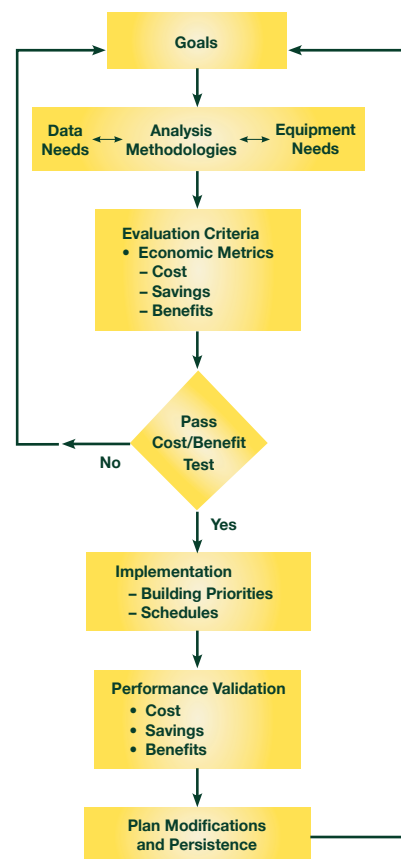 Goals
Data Needs
Analysis Methodologies
Equipment Needs
Evaluation Criteria
• Economic Metrics
– Cost
– Savings
– Benefits
Pass
Cost/Benefit
Test
No
Yes
Implementation
– Building Priorities
– Schedules
Performance Validation
• Cost
• Savings
• Benefits
Plan Modifications
and Persistence